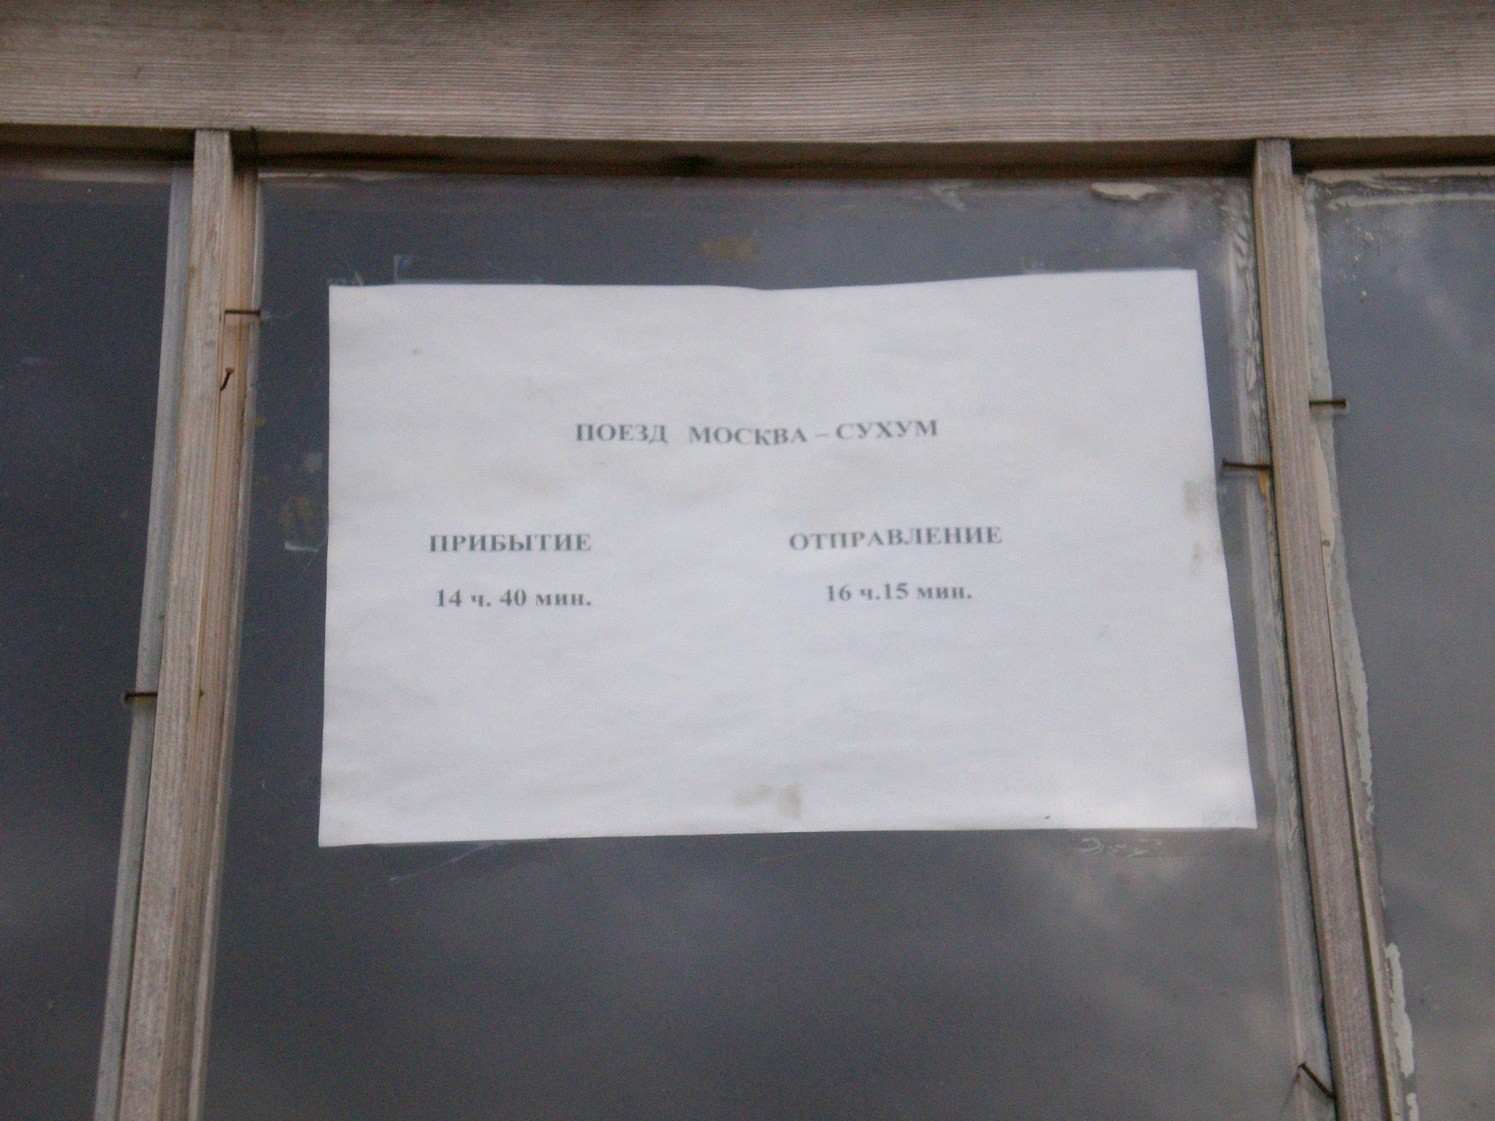 ПОЕЗД МОСКВА – СУХУМ
ПРИБЫТИЕ ОТПРАВЛЕНИЕ
14 ч. 40 мин. 16 ч.15 мин.